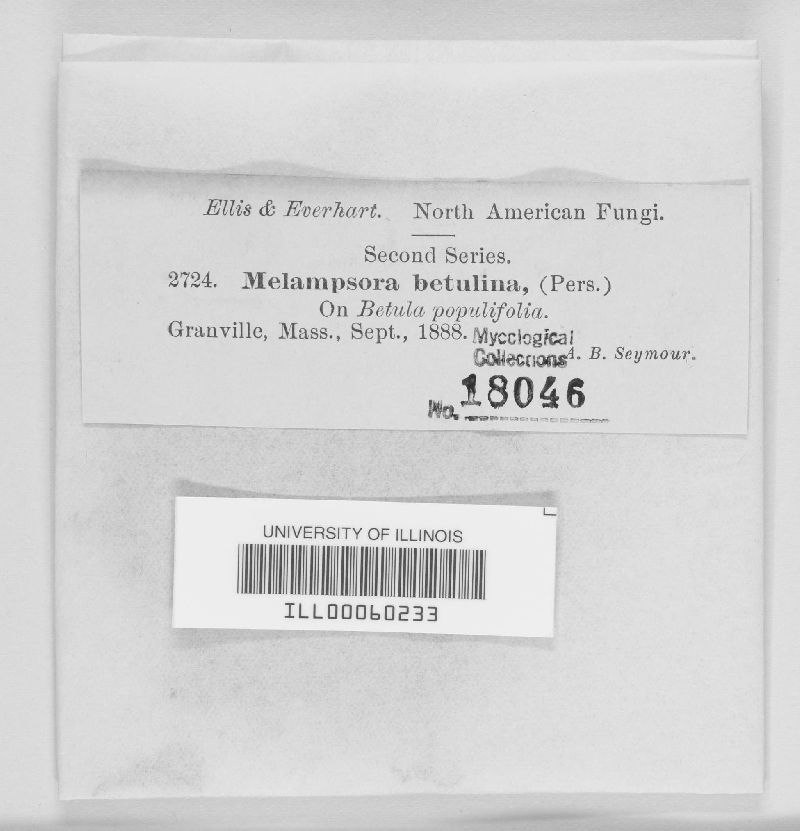 Ellis & Everhart. North American Fungi.
Second Series.
2724. Melampsora betulina, (Pers.)
On Betula populifolia.
Granville, Mass., Sept., 1888.
Mycological
Collections
A. B. Seymour.
No. 18046
UNIVERSITY OF ILLINOIS
ILL00060233